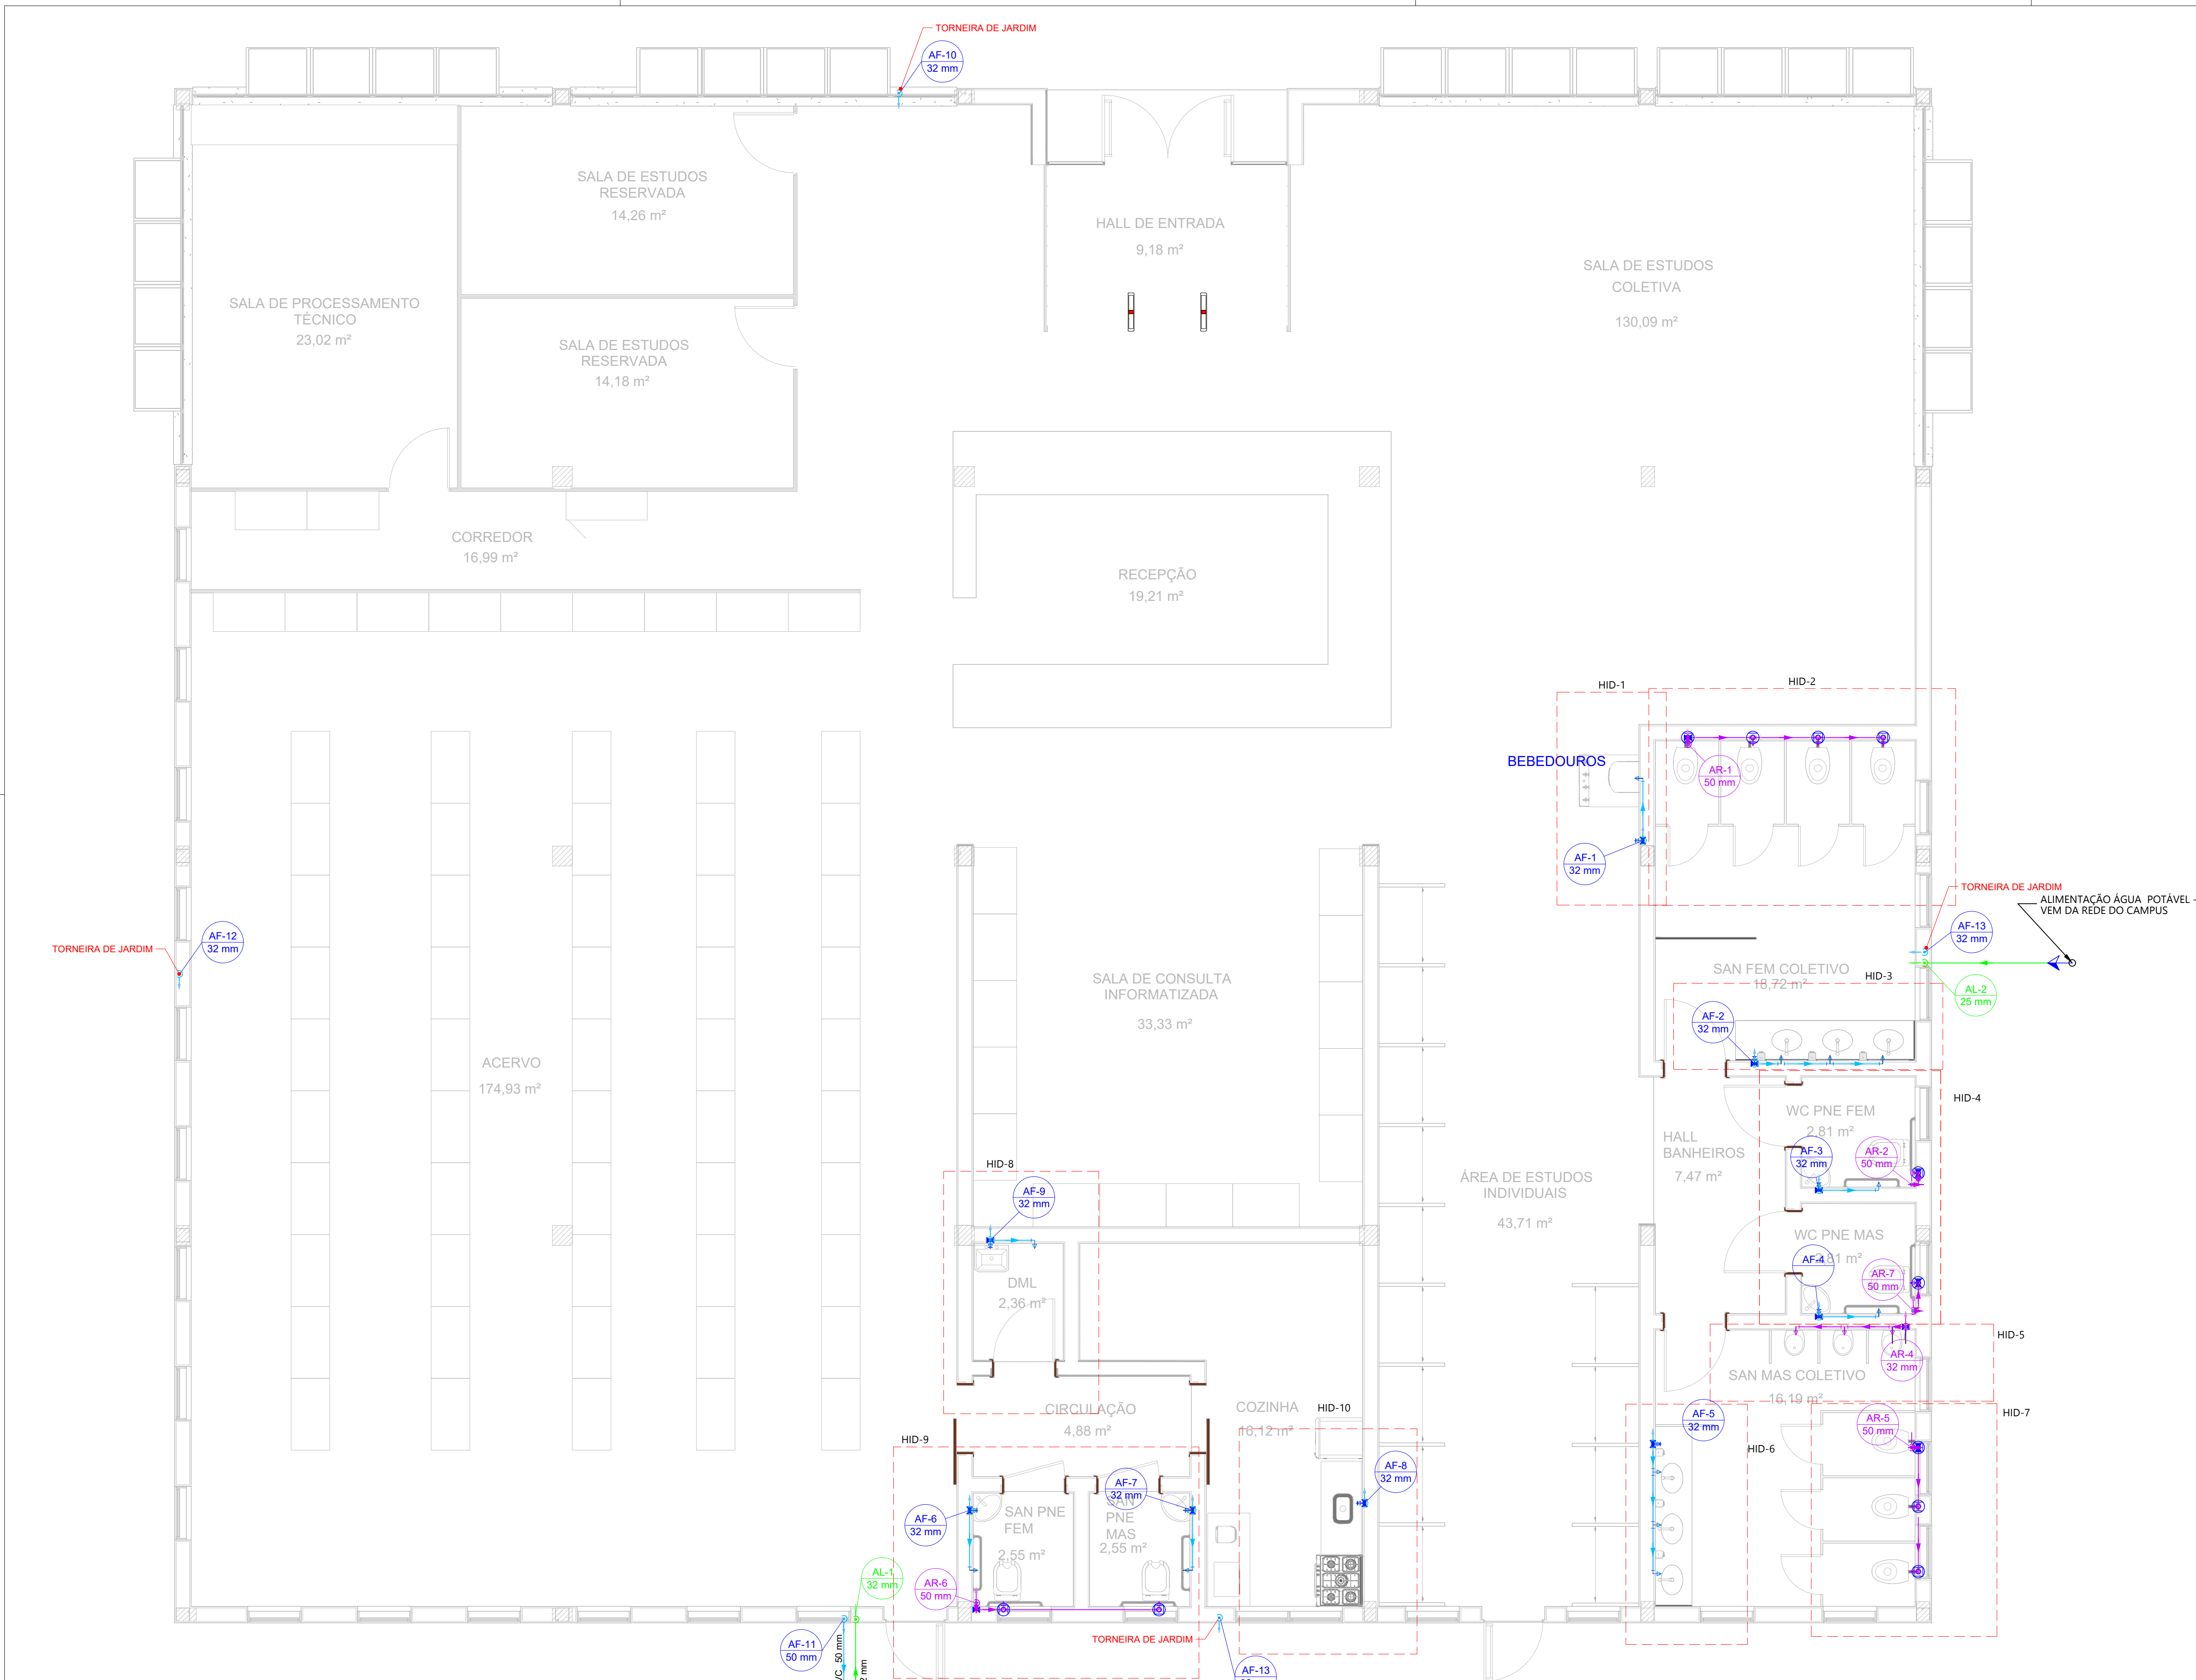 TORNEIRA DE JARDIM
AF-10
32 mm
SALA DE ESTUDOS
RESERVADA
14,26 m²
HALL DE ENTRADA
9,18 m²
SALA DE ESTUDOS
COLETIVA
130,09 m²
SALA DE PROCESSAMENTO
TÉCNICO
23,02 m²
SALA DE ESTUDOS
RESERVADA
14,18 m²
CORREDOR
16,99 m²
RECEPÇÃO
19,21 m²
HID-1
HID-2
BEBEDOUROS
AR-1
50 mm
AF-1
32 mm
TORNEIRA DE JARDIM
ALIMENTAÇÃO ÁGUA POTÁVEL -
VEM DA REDE DO CAMPUS
AF-13
32 mm
TORNEIRA DE JARDIM
AF-12
32 mm
SALA DE CONSULTA
INFORMATIZADA
33,33 m²
SAN FEM COLETIVO
18,72 m²
HID-3
AL-2
25 mm
AF-2
32 mm
ACERVO
174,93 m²
HID-4
WC PNE FEM
2,81 m²
HALL
BANHEIROS
7,47 m²
AF-3
32 mm
AR-2
50 mm
HID-8
AF-9
32 mm
ÁREA DE ESTUDOS
INDIVIDUAIS
43,71 m²
WC PNE MAS
2,81 m²
AF-4
AR-7
50 mm
DML
2,36 m²
HID-5
AR-4
32 mm
SAN MAS COLETIVO
16,19 m²
CIRCULAÇÃO
4,88 m²
COZINHA
16,12 m²
HID-10
AF-5
32 mm
AR-5
50 mm
HID-7
HID-9
HID-6
AF-8
32 mm
AF-7
32 mm
AF-6
32 mm
SAN PNE
FEM
2,55 m²
SAN
PNE
MAS
2,55 m²
AL-1
32 mm
AR-6
50 mm
AF-11
50 mm
50 mm
mm
TORNEIRA DE JARDIM
AF-13